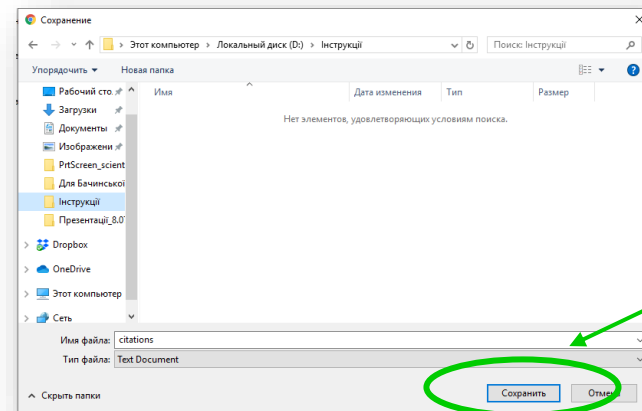 Сохранение
Этот компьютер > Локальный диск (D:) > Інструкції
Поиск: Інструкції
Упорядочить
Новая папка
Имя
Дата изменения
Тип
Размер
Нет элементов, удовлетворяющих условиям поиска.
Рабочий сто
Загрузки
Документы
Изображени
PrtScreen_scient
Для Бачинської
Інструкції
Презентації_8.0
Dropbox
OneDrive
Этот компьютер
Сеть
Имя файла: citations
Тип файла: Text Document
Скрыть папки
Сохранить
Отмена